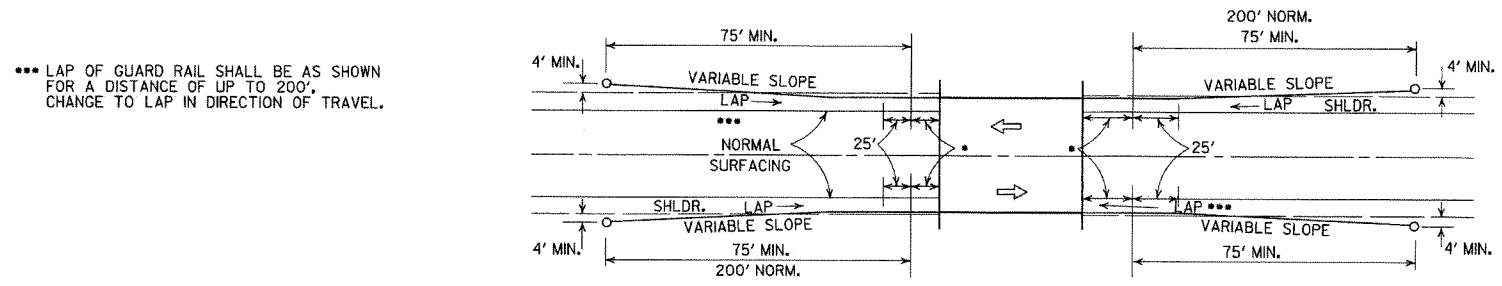 *** LAP OF GUARD RAIL SHALL BE AS SHOWN
FOR A DISTANCE OF UP TO 200',
CHANGE TO LAP IN DIRECTION OF TRAVEL.
200' NORM.
75' MIN.
75' MIN.
4' MIN.
VARIABLE SLOPE
VARIABLE SLOPE
4' MIN.
LAP
LAP
SHLDR.
***
NORMAL
SURFACING
25'
*
*
25'
SHLDR.
LAP
LAP ***
VARIABLE SLOPE
VARIABLE SLOPE
4' MIN.
4' MIN.
75' MIN.
75' MIN.
200' NORM.